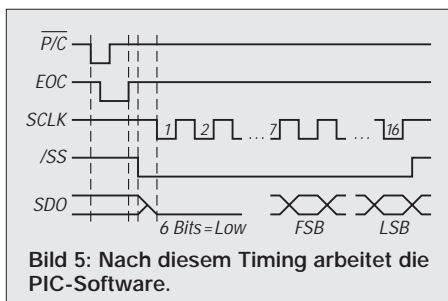 P/C
EOC
SCLK 1 2 ... 7 ... 16
/SS
SDO 6 Bits=Low FSB LSB
Bild 5: Nach diesem Timing arbeitet die
PIC-Software.